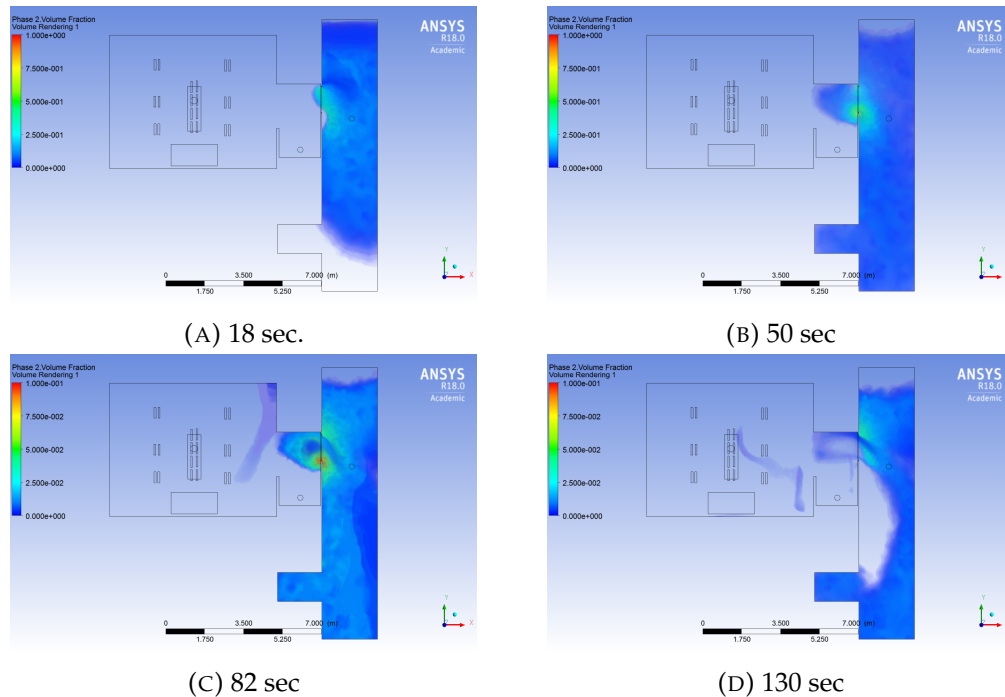 Phase 2.Volume Fraction
Volume Rendering 1
1.000e+000
7.500e-001
5.000e-001
2.500e-001
0.000e+000
ANSYS
R18.0
Academic
0 3.500 7.000 (m)
1.750 5.250
Y
X
(A) 18 sec.
Phase 2.Volume Fraction
Volume Rendering 1
1.000e+000
7.500e-001
5.000e-001
2.500e-001
0.000e+000
ANSYS
R18.0
Academic
0 3.500 7.000 (m)
1.750 5.250
Y
X
(B) 50 sec
Phase 2.Volume Fraction
Volume Rendering 1
1.000e-001
7.500e-002
5.000e-002
2.500e-002
0.000e+000
ANSYS
R18.0
Academic
0 3.500 7.000 (m)
1.750 5.250
Y
X
(C) 82 sec
Phase 2.Volume Fraction
Volume Rendering 1
1.000e-001
7.500e-002
5.000e-002
2.500e-002
0.000e+000
ANSYS
R18.0
Academic
0 3.500 7.000 (m)
1.750 5.250
Y
X
(D) 130 sec